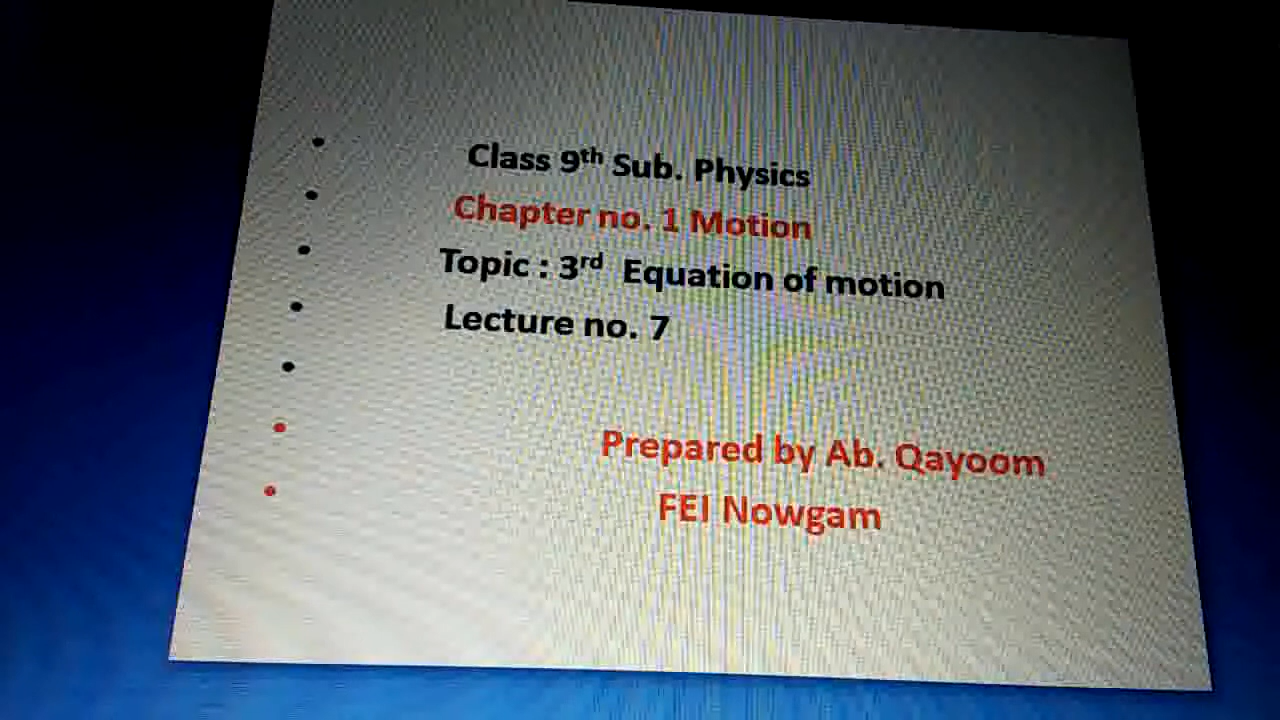 Class 9th Sub. Physics
Chapter no. 1 Motion
Topic : 3rd Equation of motion
Lecture no. 7
Prepared by Ab. Qayoom
FEI Nowgam